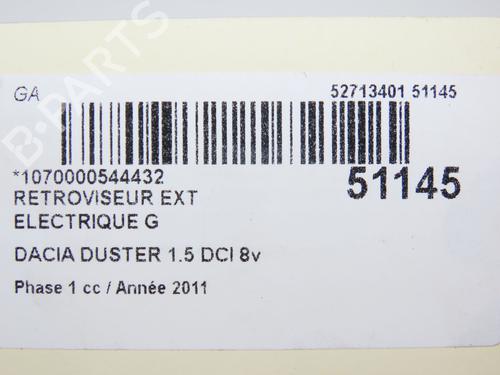 GA
52713401 51145
*1070000544432
51145
RETROVISEUR EXT
ELECTRIQUE G
DACIA DUSTER 1.5 DCI 8v
Phase 1 cc / Année 2011
B-PARTS